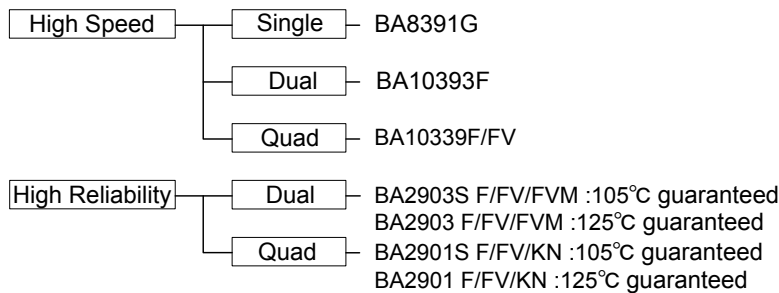 High Speed Single BA8391G
Dual BA10393F
Quad BA10339F/FV
High Reliability Dual BA2903S F/FV/FVM :105℃ guaranteed
BA2903 F/FV/FVM :125℃ guaranteed
Quad BA2901S F/FV/KN :105℃ guaranteed
BA2901 F/FV/KN :125℃ guaranteed